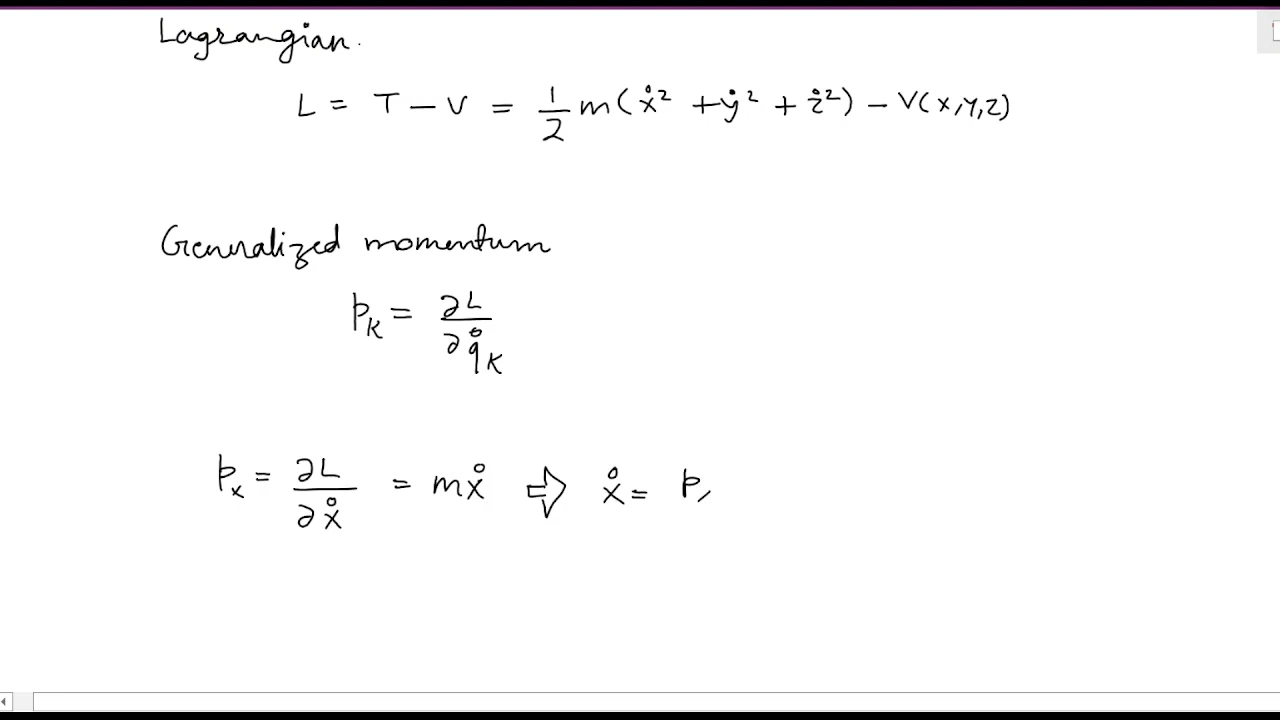 Lagrangian.
L = T − V = 1/2 m(ẋ² + ẏ² + ż²) − V(x,y,z)
Generalized momentum
p_k = ∂L/∂q̇_k
p_x = ∂L/∂ẋ = mẋ ⇨ ẋ = p